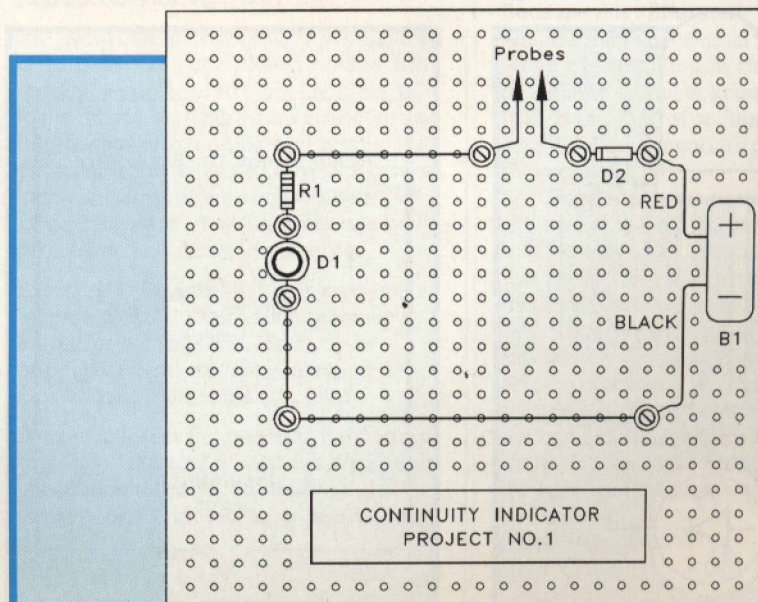 Probes
R1
D2
RED
+
D1
−
BLACK
B1
CONTINUITY INDICATOR
PROJECT NO.1